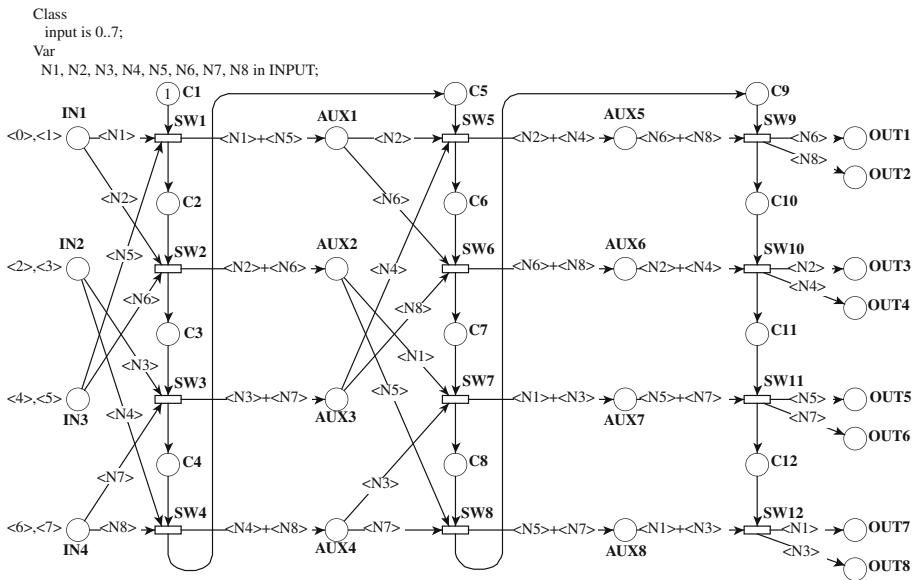 Class
input is 0..7;
Var
N1, N2, N3, N4, N5, N6, N7, N8 in INPUT;
1 C1 C5 C9
IN1 SW1 AUX1 SW5 AUX5 SW9
<0>,<1> <N1> <N1>+<N5> <N2> <N2>+<N4> <N6>+<N8> <N6> OUT1
<N8> OUT2
<N2> C2 <N6> C6 C10
IN2 <N5> SW2 AUX2 <N4> SW6 AUX6 SW10
<2>,<3> <N2>+<N6> <N6>+<N8> <N2>+<N4> <N2> OUT3
<N6> <N8> <N4> OUT4
C3 C7 C11
<N3> <N1>
SW3 <N5> SW7 SW11
<4>,<5> <N4> <N3>+<N7> <N1>+<N3> <N5>+<N7> <N5> OUT5
IN3 AUX3 AUX7 <N7> OUT6
C4 C8 C12
<N7> <N3>
SW4 SW8 SW12
<6>,<7> <N8> <N4>+<N8> <N7> <N5>+<N7> <N1>+<N3> <N1> OUT7
IN4 AUX4 AUX8 <N3> OUT8